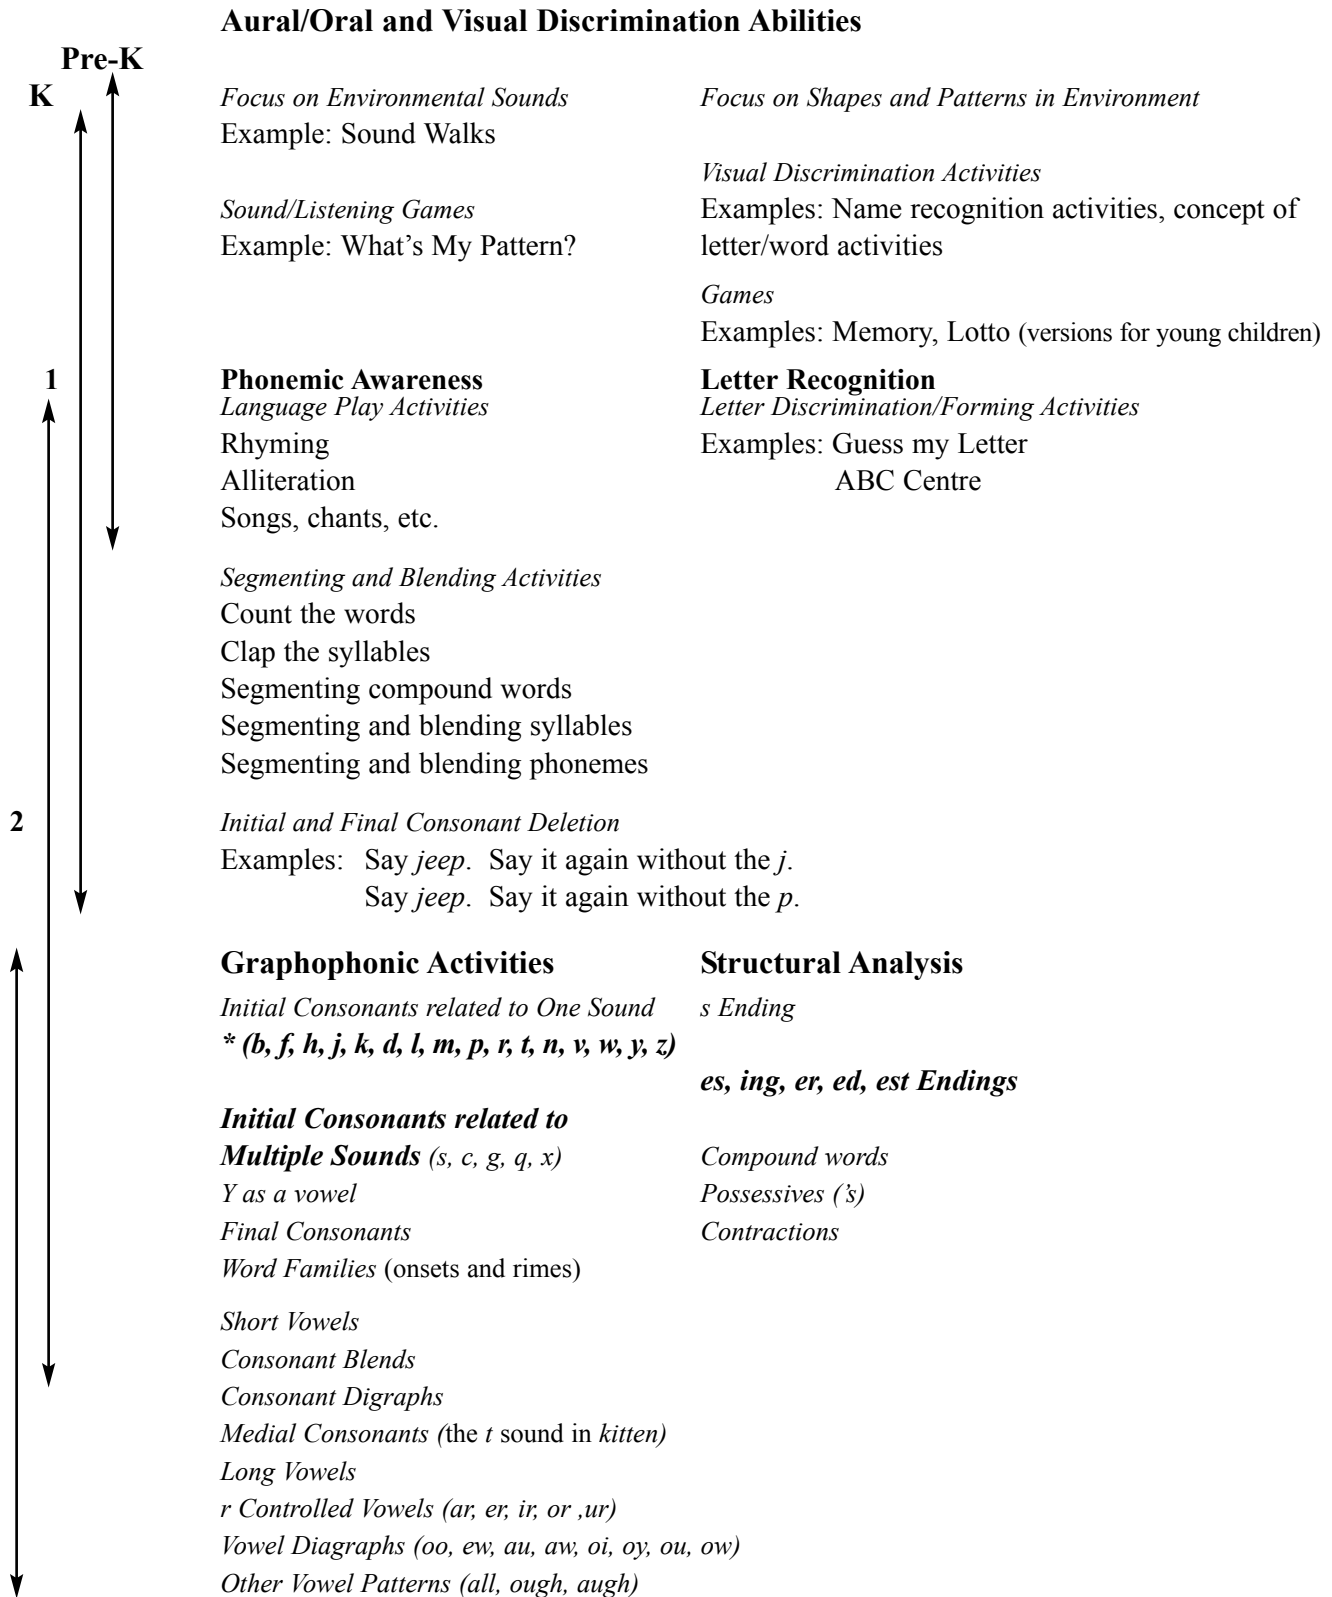 Aural/Oral and Visual Discrimination Abilities
Pre-K
K
Focus on Environmental Sounds
Example: Sound Walks
Focus on Shapes and Patterns in Environment
Visual Discrimination Activities
Examples: Name recognition activities, concept of
letter/word activities
Sound/Listening Games
Example: What's My Pattern?
Games
Examples: Memory, Lotto (versions for young children)
1
Phonemic Awareness
Language Play Activities
Rhyming
Alliteration
Songs, chants, etc.
Letter Recognition
Letter Discrimination/Forming Activities
Examples: Guess my Letter
ABC Centre
Segmenting and Blending Activities
Count the words
Clap the syllables
Segmenting compound words
Segmenting and blending syllables
Segmenting and blending phonemes
2
Initial and Final Consonant Deletion
Examples: Say jeep. Say it again without the j.
Say jeep. Say it again without the p.
Graphophonic Activities
Initial Consonants related to One Sound
* (b, f, h, j, k, d, l, m, p, r, t, n, v, w, y, z)
Initial Consonants related to
Multiple Sounds (s, c, g, q, x)
Y as a vowel
Final Consonants
Word Families (onsets and rimes)
Short Vowels
Consonant Blends
Consonant Digraphs
Medial Consonants (the t sound in kitten)
Long Vowels
r Controlled Vowels (ar, er, ir, or ,ur)
Vowel Diagraphs (oo, ew, au, aw, oi, oy, ou, ow)
Other Vowel Patterns (all, ough, augh)
Structural Analysis
s Ending
es, ing, er, ed, est Endings
Compound words
Possessives ('s)
Contractions